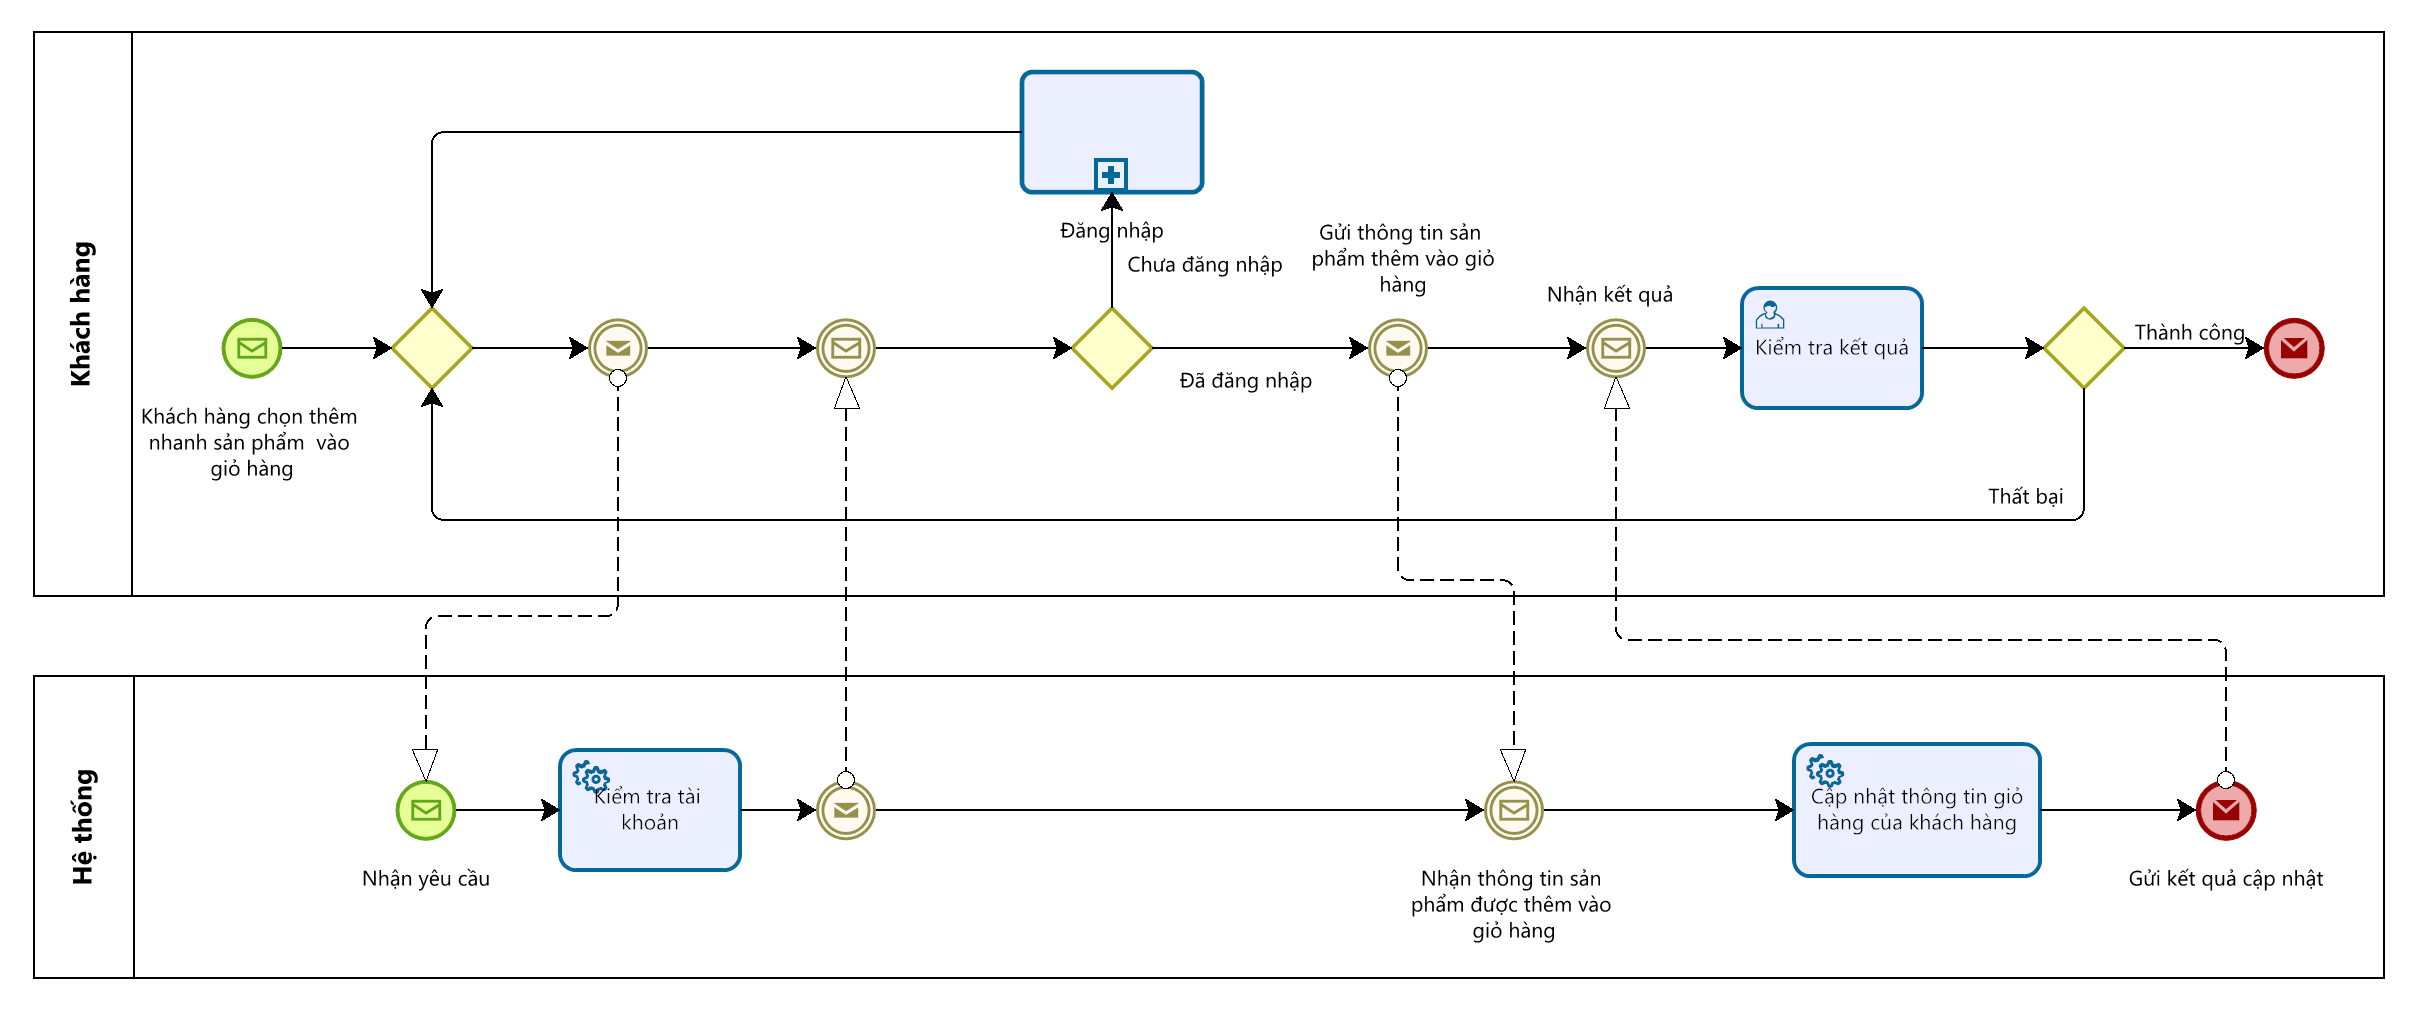 Khách hàng
Đăng nhập
Chưa đăng nhập
Gửi thông tin sản
phẩm thêm vào giỏ
hàng
Nhận kết quả
Kiểm tra kết quả
Thành công
Đã đăng nhập
Khách hàng chọn thêm
nhanh sản phẩm  vào
giỏ hàng
Thất bại
Hệ thống
Kiểm tra tài
khoản
Cập nhật thông tin giỏ
hàng của khách hàng
Nhận yêu cầu
Nhận thông tin sản
phẩm được thêm vào
giỏ hàng
Gửi kết quả cập nhật